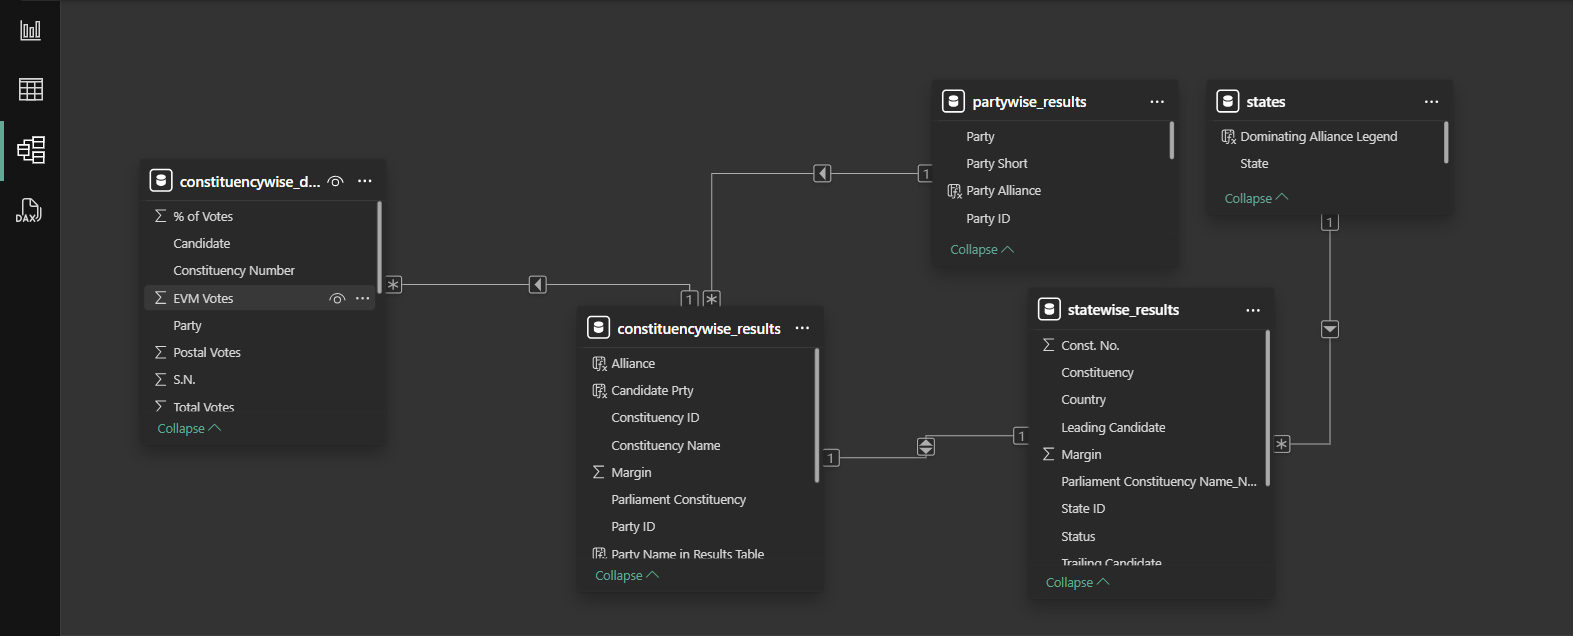 DAX
constituencywise_d...
% of Votes
Candidate
Constituency Number
EVM Votes
Party
Postal Votes
S.N.
Total Votes
Collapse
*
1
*
1
constituencywise_results
Alliance
Candidate Prty
Constituency ID
Constituency Name
Margin
Parliament Constituency
Party ID
Party Name in Results Table
Collapse
1
1
partywise_results
Party
Party Short
Party Alliance
Party ID
Collapse
states
Dominating Alliance Legend
State
Collapse
1
*
statewise_results
Const. No.
Constituency
Country
Leading Candidate
Margin
Parliament Constituency Name_N...
State ID
Status
Trailing Candidate
Collapse